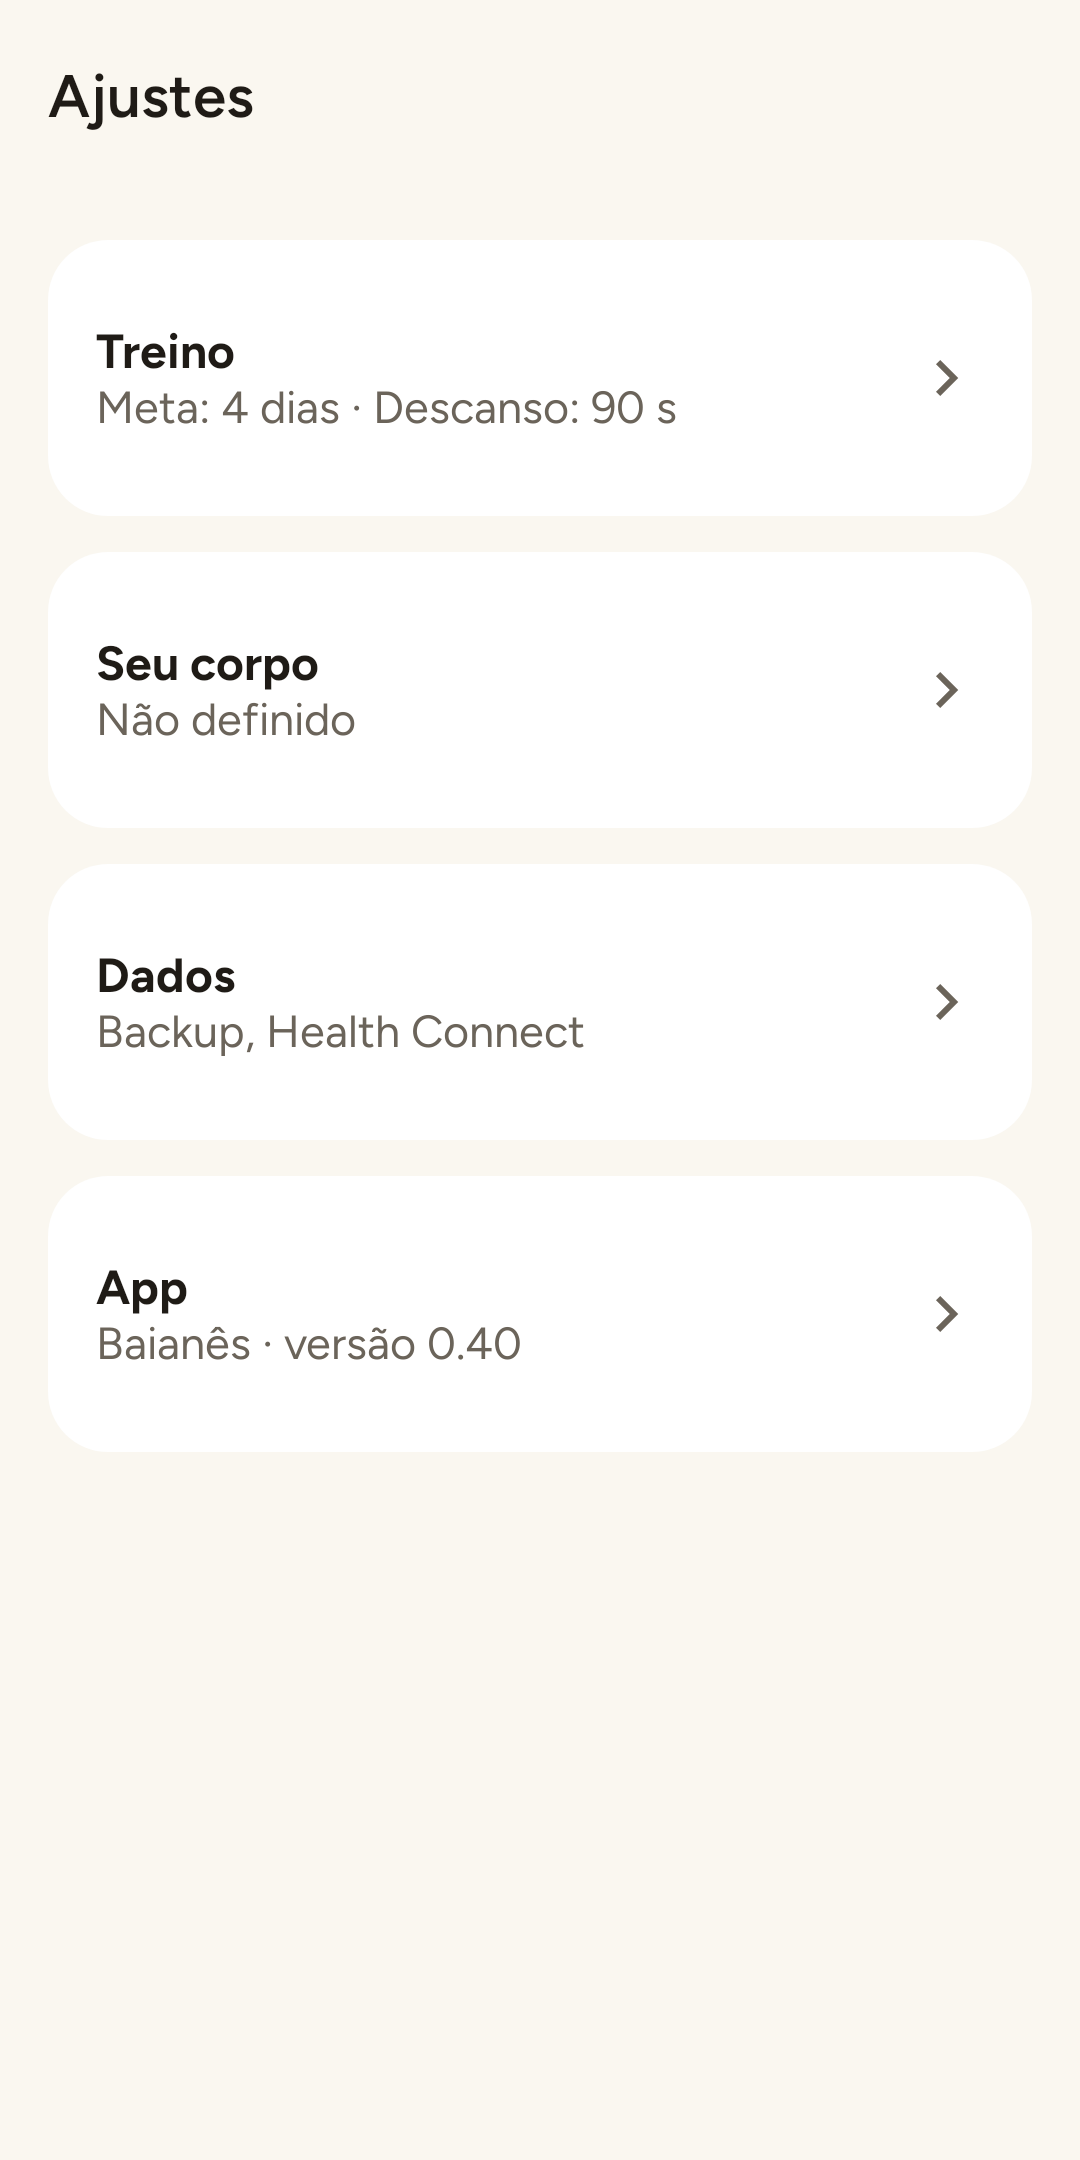 Ajustes
Treino
Meta: 4 dias · Descanso: 90 s
Seu corpo
Não definido
Dados
Backup, Health Connect
App
Baianês · versão 0.40